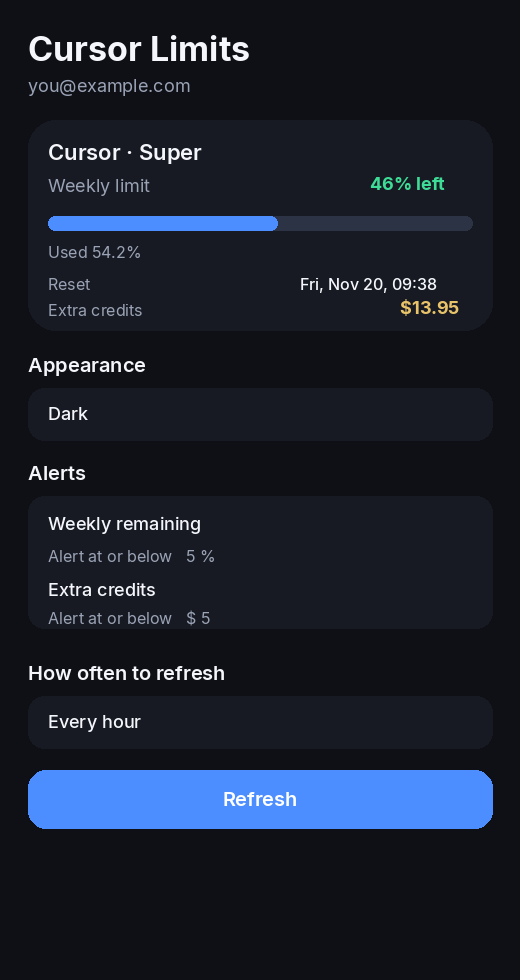 Cursor Limits
you@example.com
Cursor · Super
Weekly limit 46% left
Used 54.2%
Reset Fri, Nov 20, 09:38
Extra credits $13.95
Appearance
Dark
Alerts
Weekly remaining
Alert at or below 5 %
Extra credits
Alert at or below $ 5
How often to refresh
Every hour
Refresh